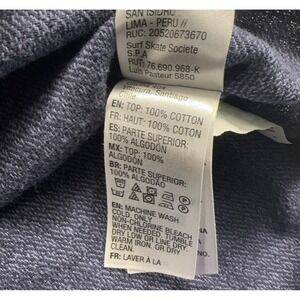 SAN ISIDRO
LIMA - PERU //
RUC: 20520673670
Surf Skate Societe
S.P.A
RUT: 76.690.968-K
Luis Pasteur 5850
Santiago
EN: TOP: 100% COTTON
FR: HAUT: 100% COTON
ES: PARTE SUPERIOR:
100% ALGODÓN
MX: TOP: 100%
ALGODÓN
BR: PARTE SUPERIOR:
100% ALGODÃO
EN: MACHINE WASH
COLD, ONLY
NON-CHLORINE BLEACH
WHEN NEEDED, TUMBLE
DRY LOW OR LINE DRY.
WARM IRON, OR DRY
CLEAN.
FR: LAVER À LA